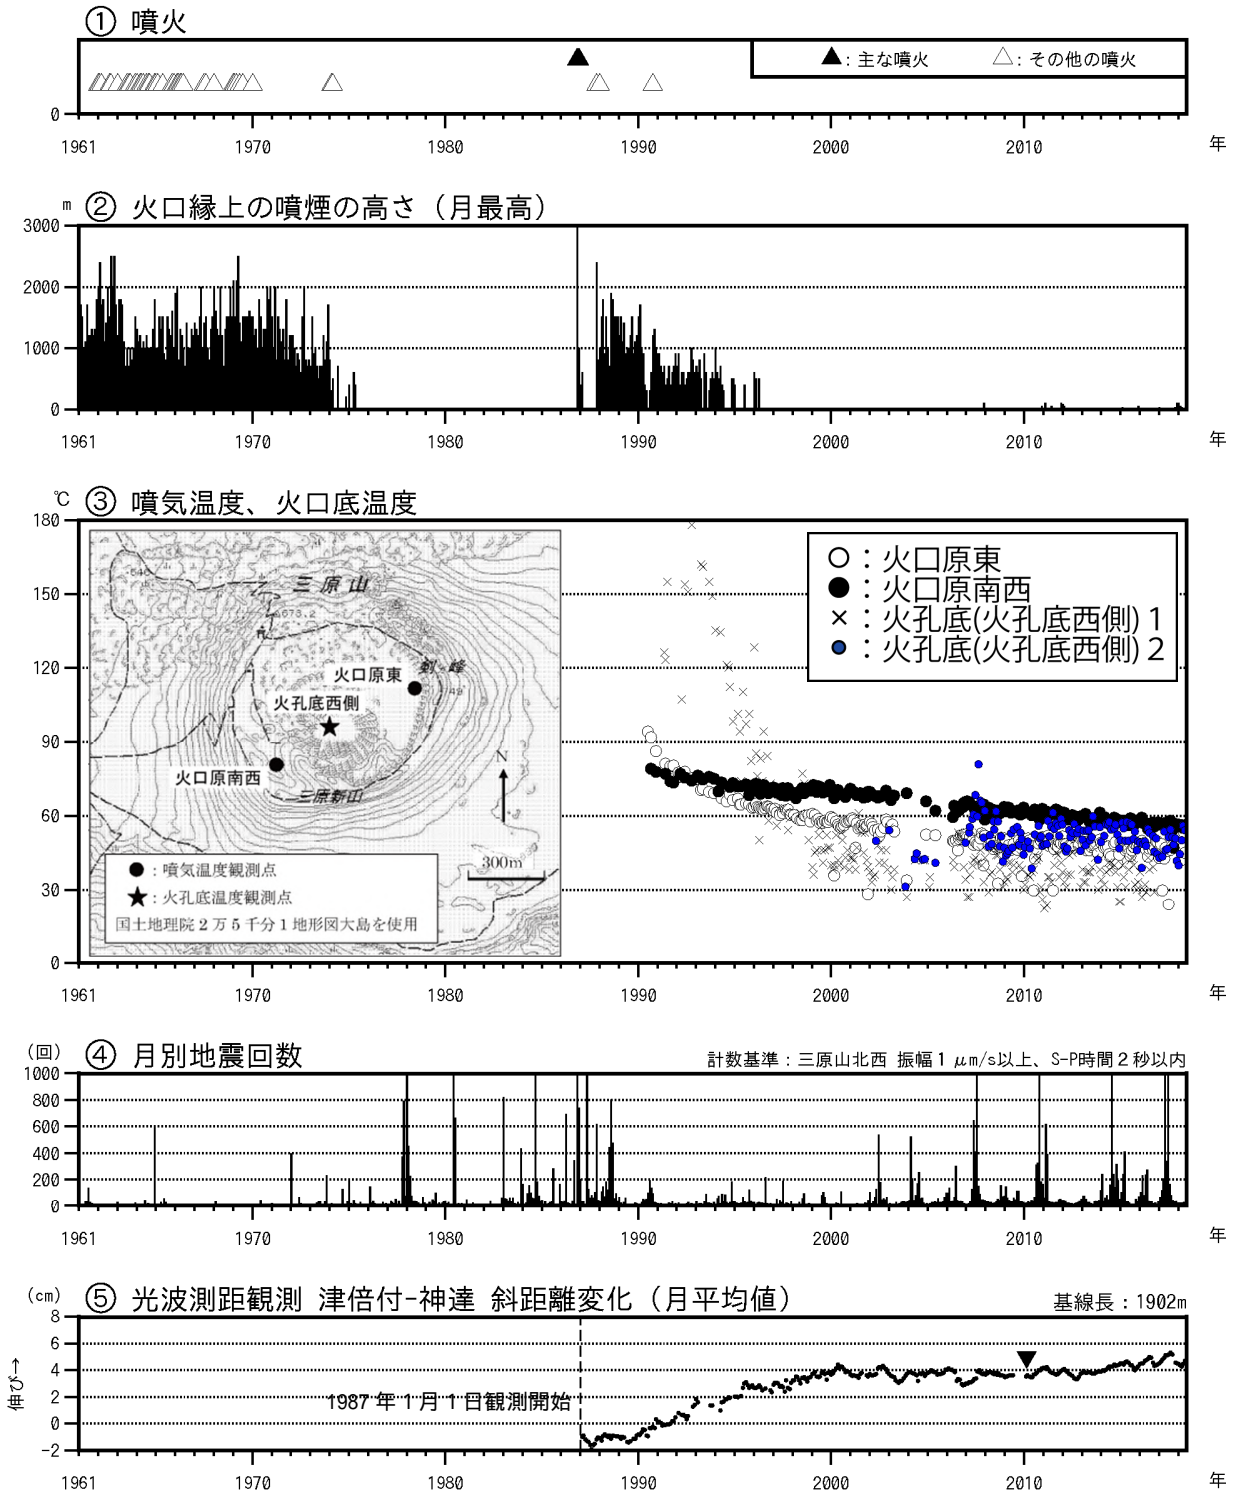 ① 噴火
▲：主な噴火　△：その他の噴火
0
1961 1970 1980 1990 2000 2010 年
m ② 火口縁上の噴煙の高さ（月最高）
3000
2000
1000
0
1961 1970 1980 1990 2000 2010 年
℃ ③ 噴気温度、火口底温度
180
150
120
90
60
30
0
○：火口原東
●：火口原南西
×：火孔底(火孔底西側)１
●：火孔底(火孔底西側)２
三原山
673.2
剣ヶ峰
火口原東
火孔底西側
火口原南西
三原新山
N
300m
●：噴気温度観測点
★：火孔底温度観測点
国土地理院２万５千分１地形図大島を使用
1961 1970 1980 1990 2000 2010 年
(回) ④ 月別地震回数
計数基準：三原山北西 振幅１μm/s以上、S-P時間２秒以内
1000
800
600
400
200
0
1961 1970 1980 1990 2000 2010 年
(cm) ⑤ 光波測距観測 津倍付-神達 斜距離変化（月平均値）
基線長：1902m
8
6
4
2
0
-2
伸び→
1987年１月１日観測開始
1961 1970 1980 1990 2000 2010 年